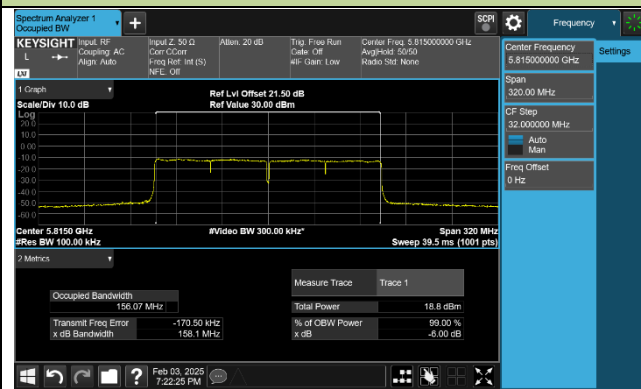 Spectrum Analyzer 1
Occupied BW
SCPI
Frequency
KEYSIGHT
L
LXI
Input: RF
Coupling: AC
Align: Auto
Input Z: 50 Ω
Corr CCorr
Freq Ref: Int (S)
NFE: Off
Atten: 20 dB
Trig: Free Run
Gate: Off
#IF Gain: Low
Center Freq: 5.815000000 GHz
Avg|Hold: 50/50
Radio Std: None
1 Graph
Scale/Div 10.0 dB
Ref Lvl Offset 21.50 dB
Ref Value 30.00 dBm
Log
20.0
10.0
0.00
-10.0
-20.0
-30.0
-40.0
-50.0
-60.0
Center 5.8150 GHz
#Res BW 100.00 kHz
#Video BW 300.00 kHz*
Span 320 MHz
Sweep 39.5 ms (1001 pts)
2 Metrics
Occupied Bandwidth
156.07 MHz
Transmit Freq Error -170.50 kHz
x dB Bandwidth 158.1 MHz
Measure Trace Trace 1
Total Power 18.8 dBm
% of OBW Power 99.00 %
x dB -6.00 dB
Center Frequency
5.815000000 GHz
Span
320.00 MHz
CF Step
32.000000 MHz
Auto
Man
Freq Offset
0 Hz
Settings
?
Feb 03, 2025
7:22:25 PM